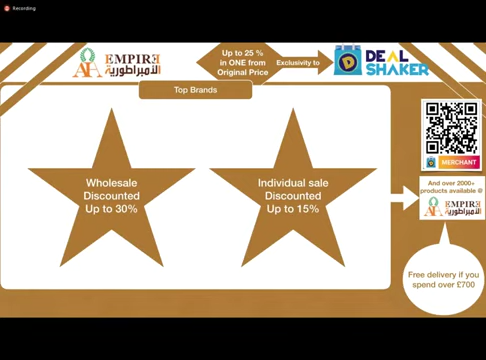 Recording
EMPIRE
الأمبراطورية
Up to 25 %
in ONE from
Original Price
Exclusivity to
DEAL
SHAKER
Top Brands
Wholesale
Discounted
Up to 30%
Individual sale
Discounted
Up to 15%
MERCHANT
And over 2000+
products available @
EMPIRE
الأمبراطورية
Free delivery if you
spend over £700